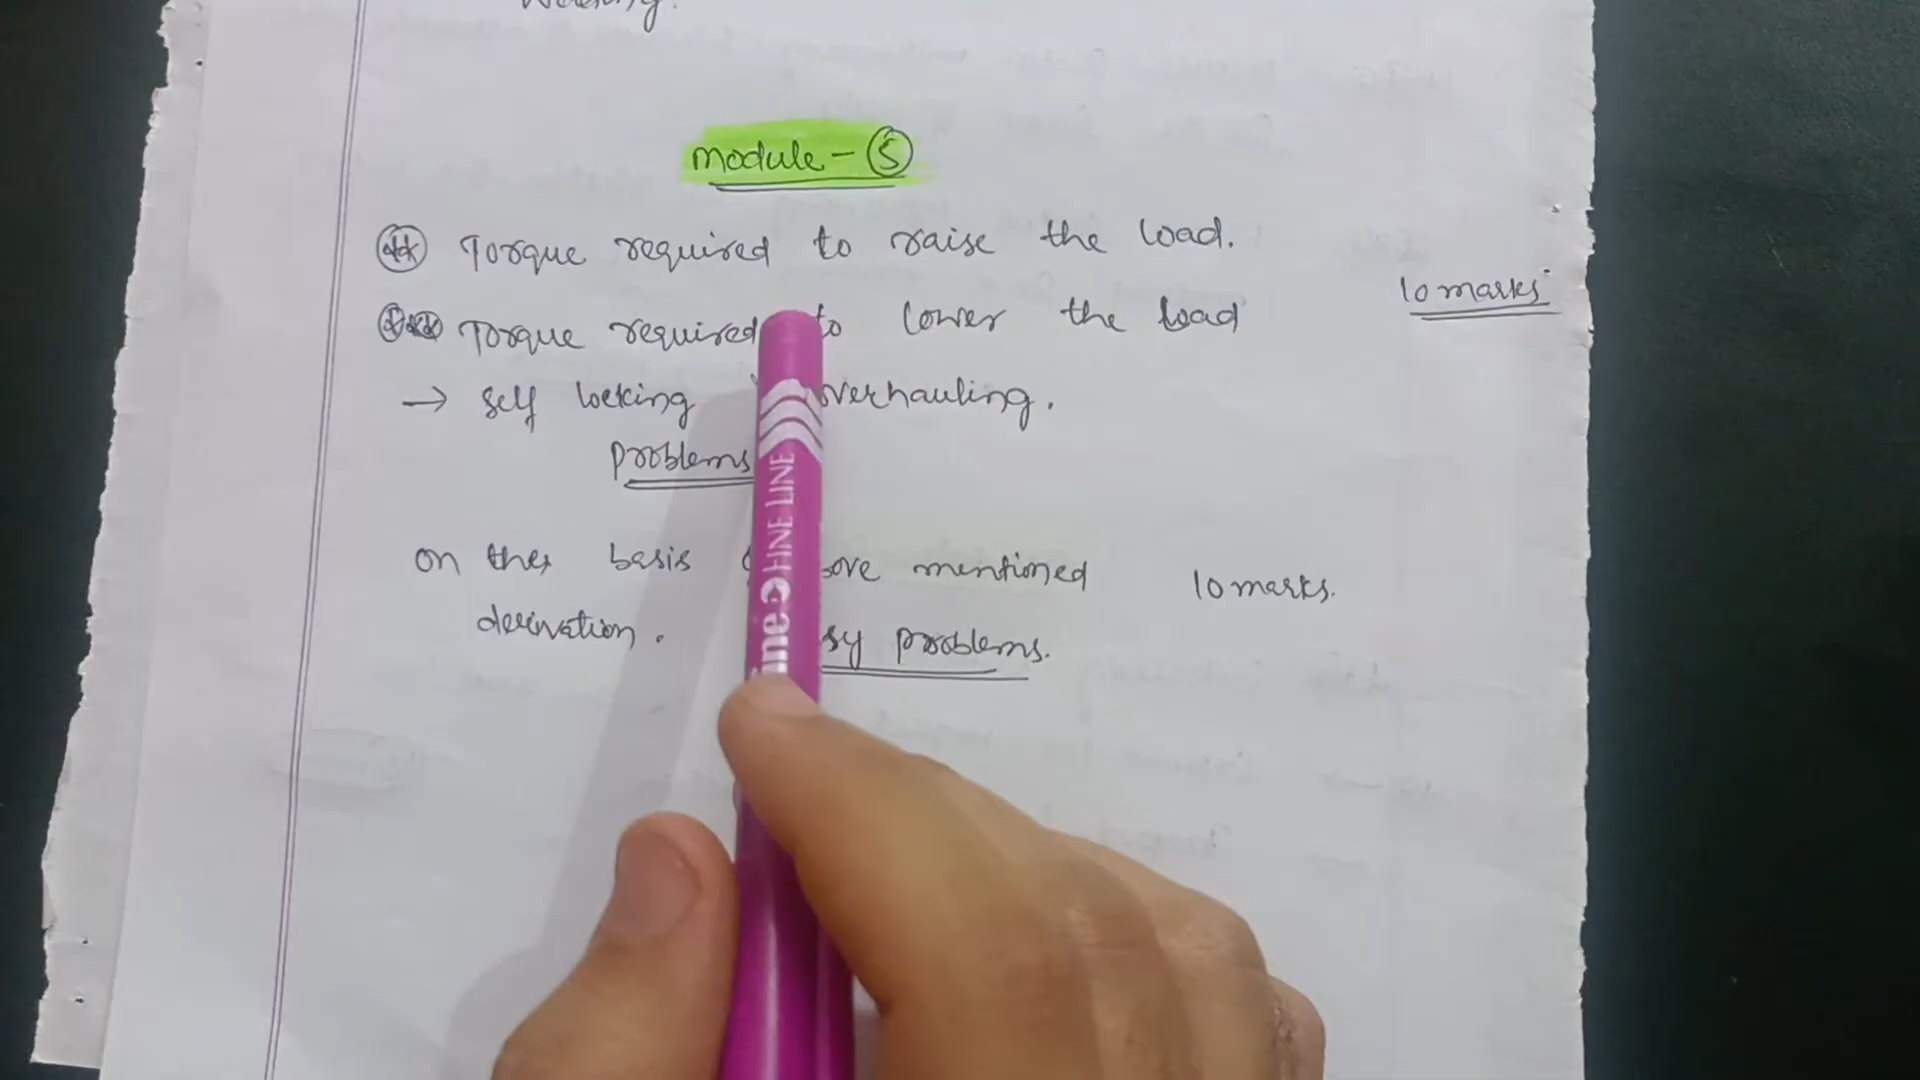 module - 5
Torque required to raise the load.
10 marks
Torque required to lower the load
→ self locking overhauling.
problems
on the basis mentioned 10 marks.
derivation. problems.
FINE LINE